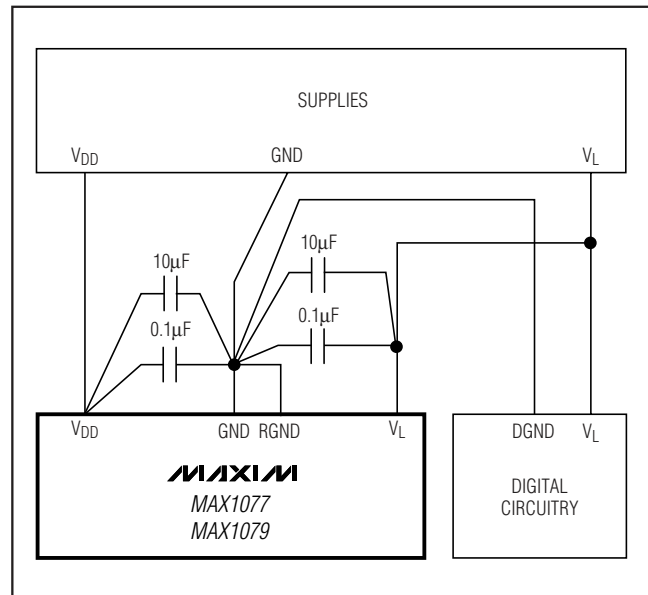 SUPPLIES
VDD GND VL
10µF
10µF
0.1µF
0.1µF
VDD GND RGND VL
MAXIM
MAX1077
MAX1079
DGND VL
DIGITAL
CIRCUITRY